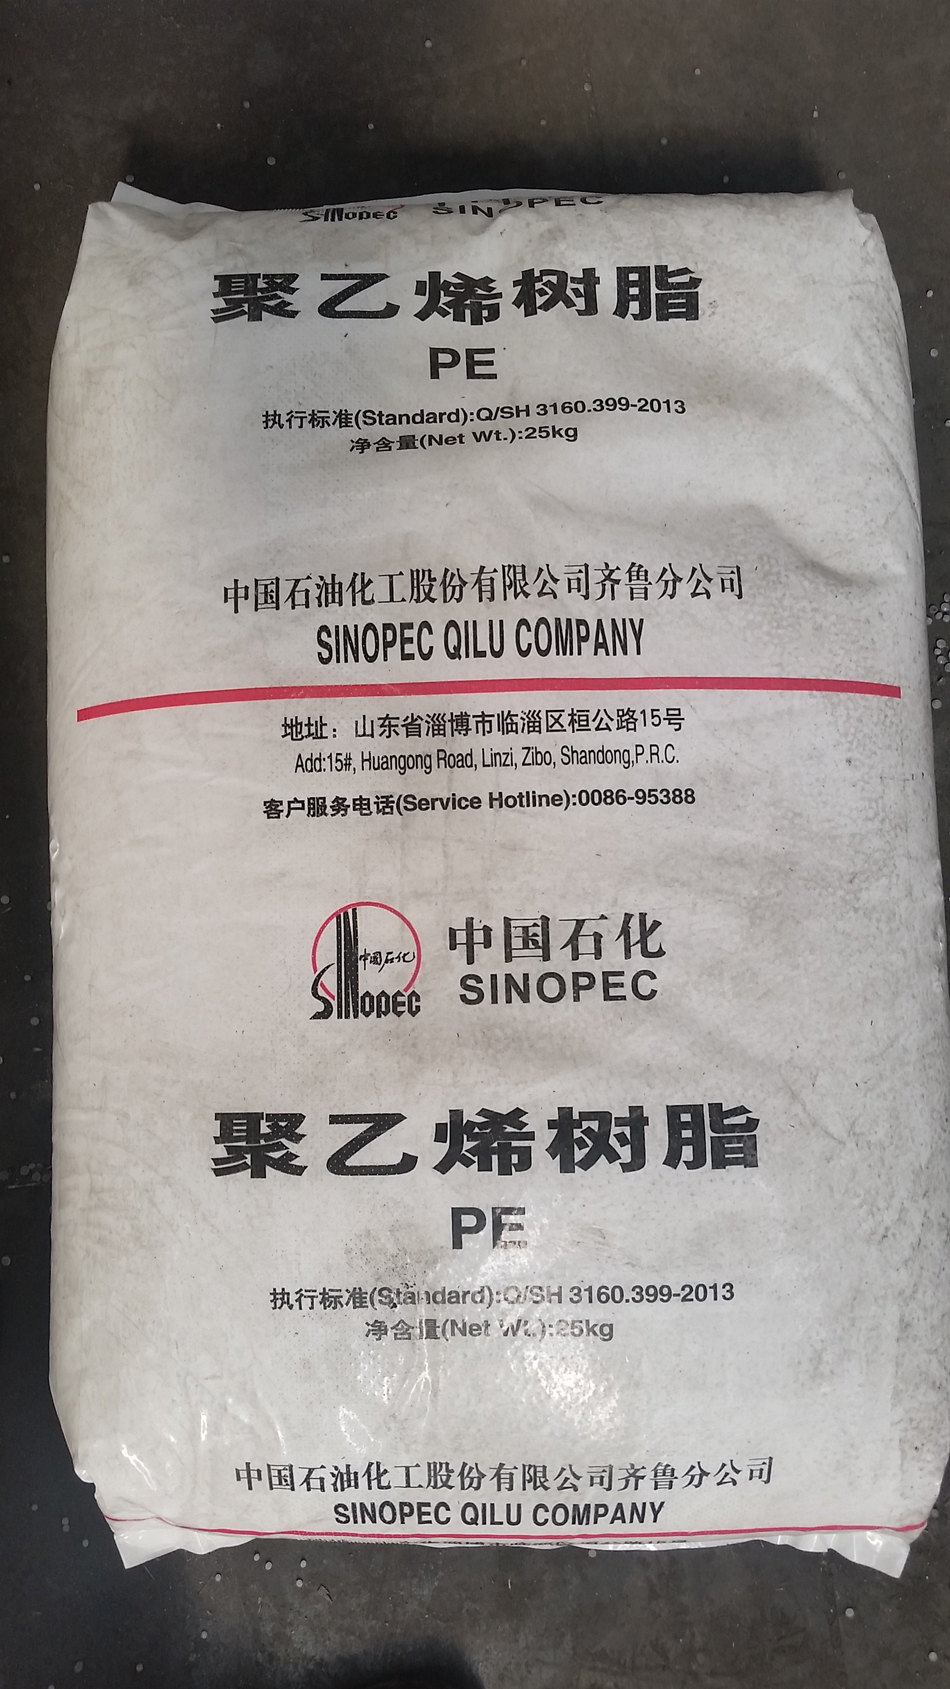 SINOPEC SINOPEC
聚乙烯树脂
PE
执行标准(Standard):Q/SH 3160.399-2013
净含量(Net Wt.):25kg
中国石油化工股份有限公司齐鲁分公司
SINOPEC QILU COMPANY
地址：山东省淄博市临淄区桓公路15号
Add:15#, Huangong Road, Linzi, Zibo, Shandong,P.R.C.
客户服务电话(Service Hotline):0086-95388
中国石化
SINOPEC
中国石化
SINOPEC
聚乙烯树脂
PE
执行标准(Standard):Q/SH 3160.399-2013
净含量(Net Wt.):25kg
中国石油化工股份有限公司齐鲁分公司
SINOPEC QILU COMPANY